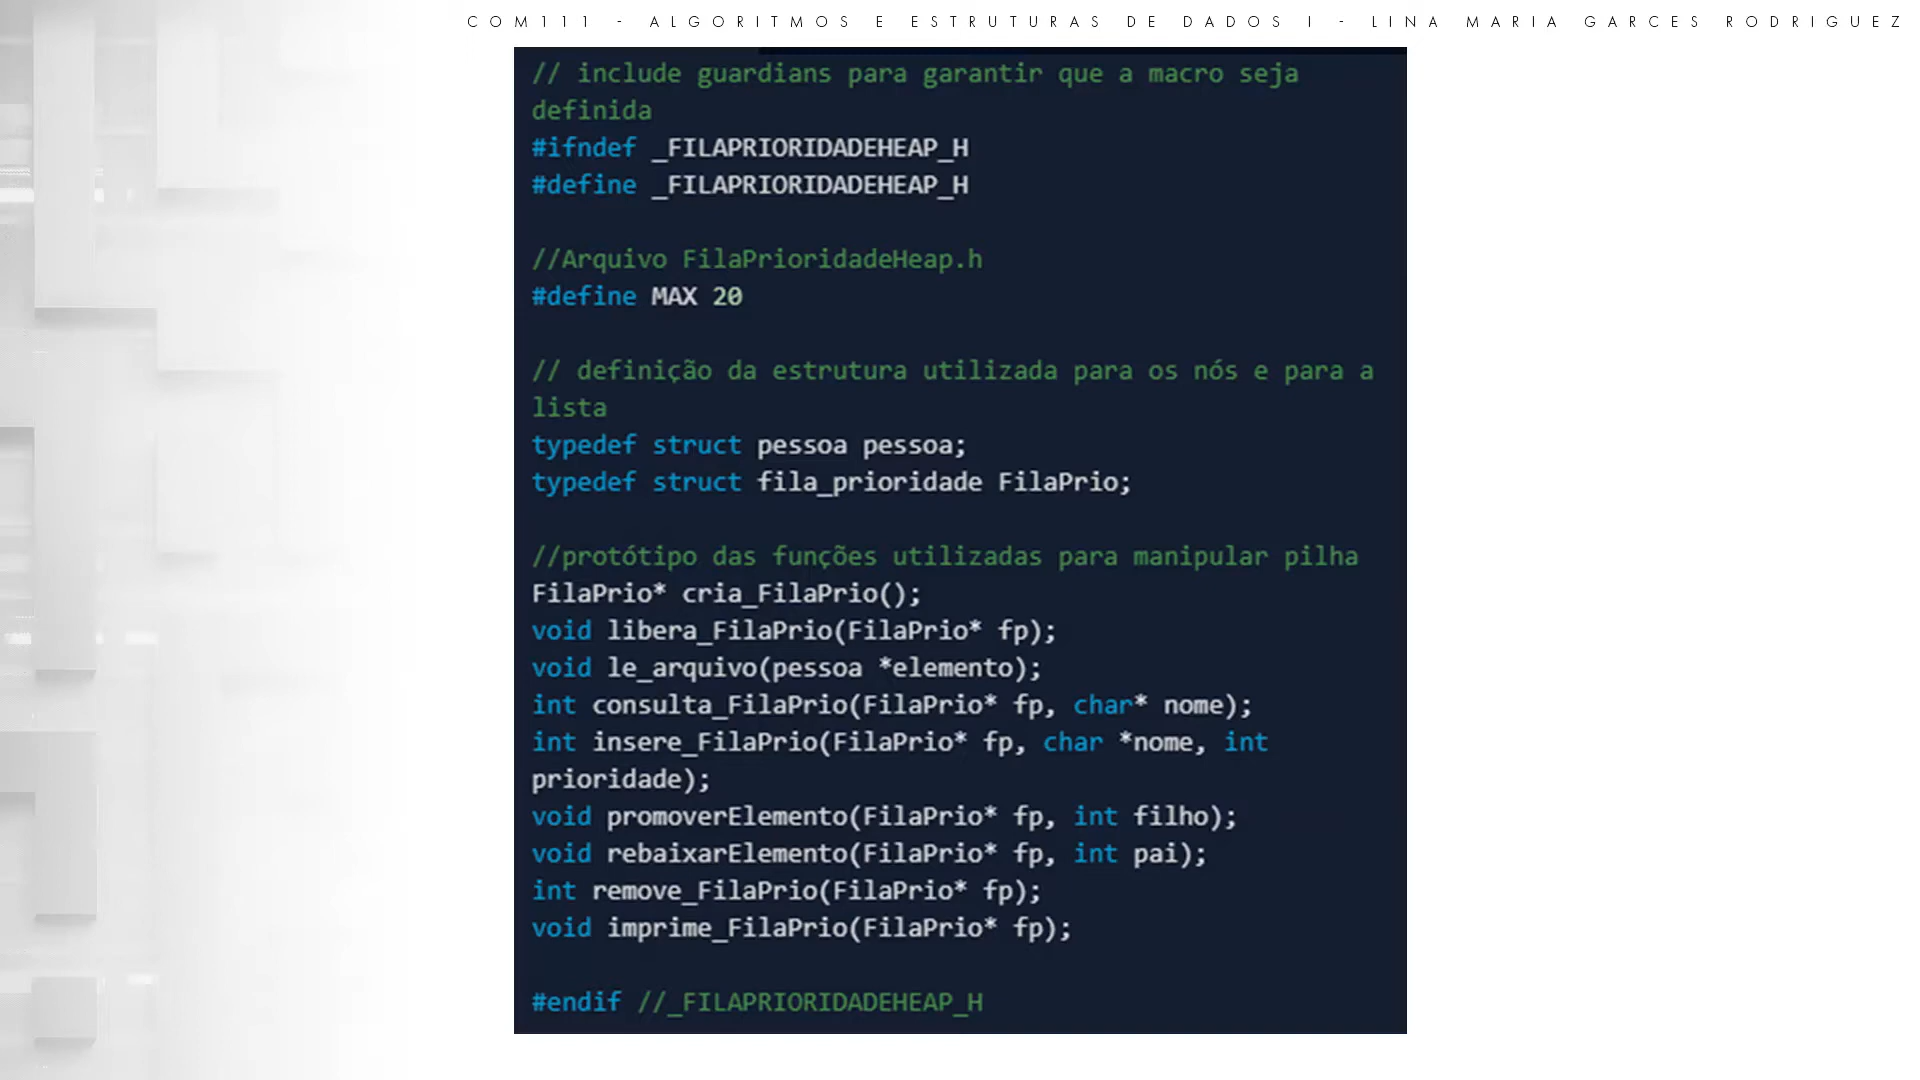 COM111 - ALGORITMOS E ESTRUTURAS DE DADOS I - LINA MARIA GARCES RODRIGUEZ
// include guardians para garantir que a macro seja
definida
#ifndef _FILAPRIORIDADEHEAP_H
#define _FILAPRIORIDADEHEAP_H
//Arquivo FilaPrioridadeHeap.h
#define MAX 20
// definição da estrutura utilizada para os nós e para a
lista
typedef struct pessoa pessoa;
typedef struct fila_prioridade FilaPrio;
//protótipo das funções utilizadas para manipular pilha
FilaPrio* cria_FilaPrio();
void libera_FilaPrio(FilaPrio* fp);
void le_arquivo(pessoa *elemento);
int consulta_FilaPrio(FilaPrio* fp, char* nome);
int insere_FilaPrio(FilaPrio* fp, char *nome, int
prioridade);
void promoverElemento(FilaPrio* fp, int filho);
void rebaixarElemento(FilaPrio* fp, int pai);
int remove_FilaPrio(FilaPrio* fp);
void imprime_FilaPrio(FilaPrio* fp);
#endif //_FILAPRIORIDADEHEAP_H